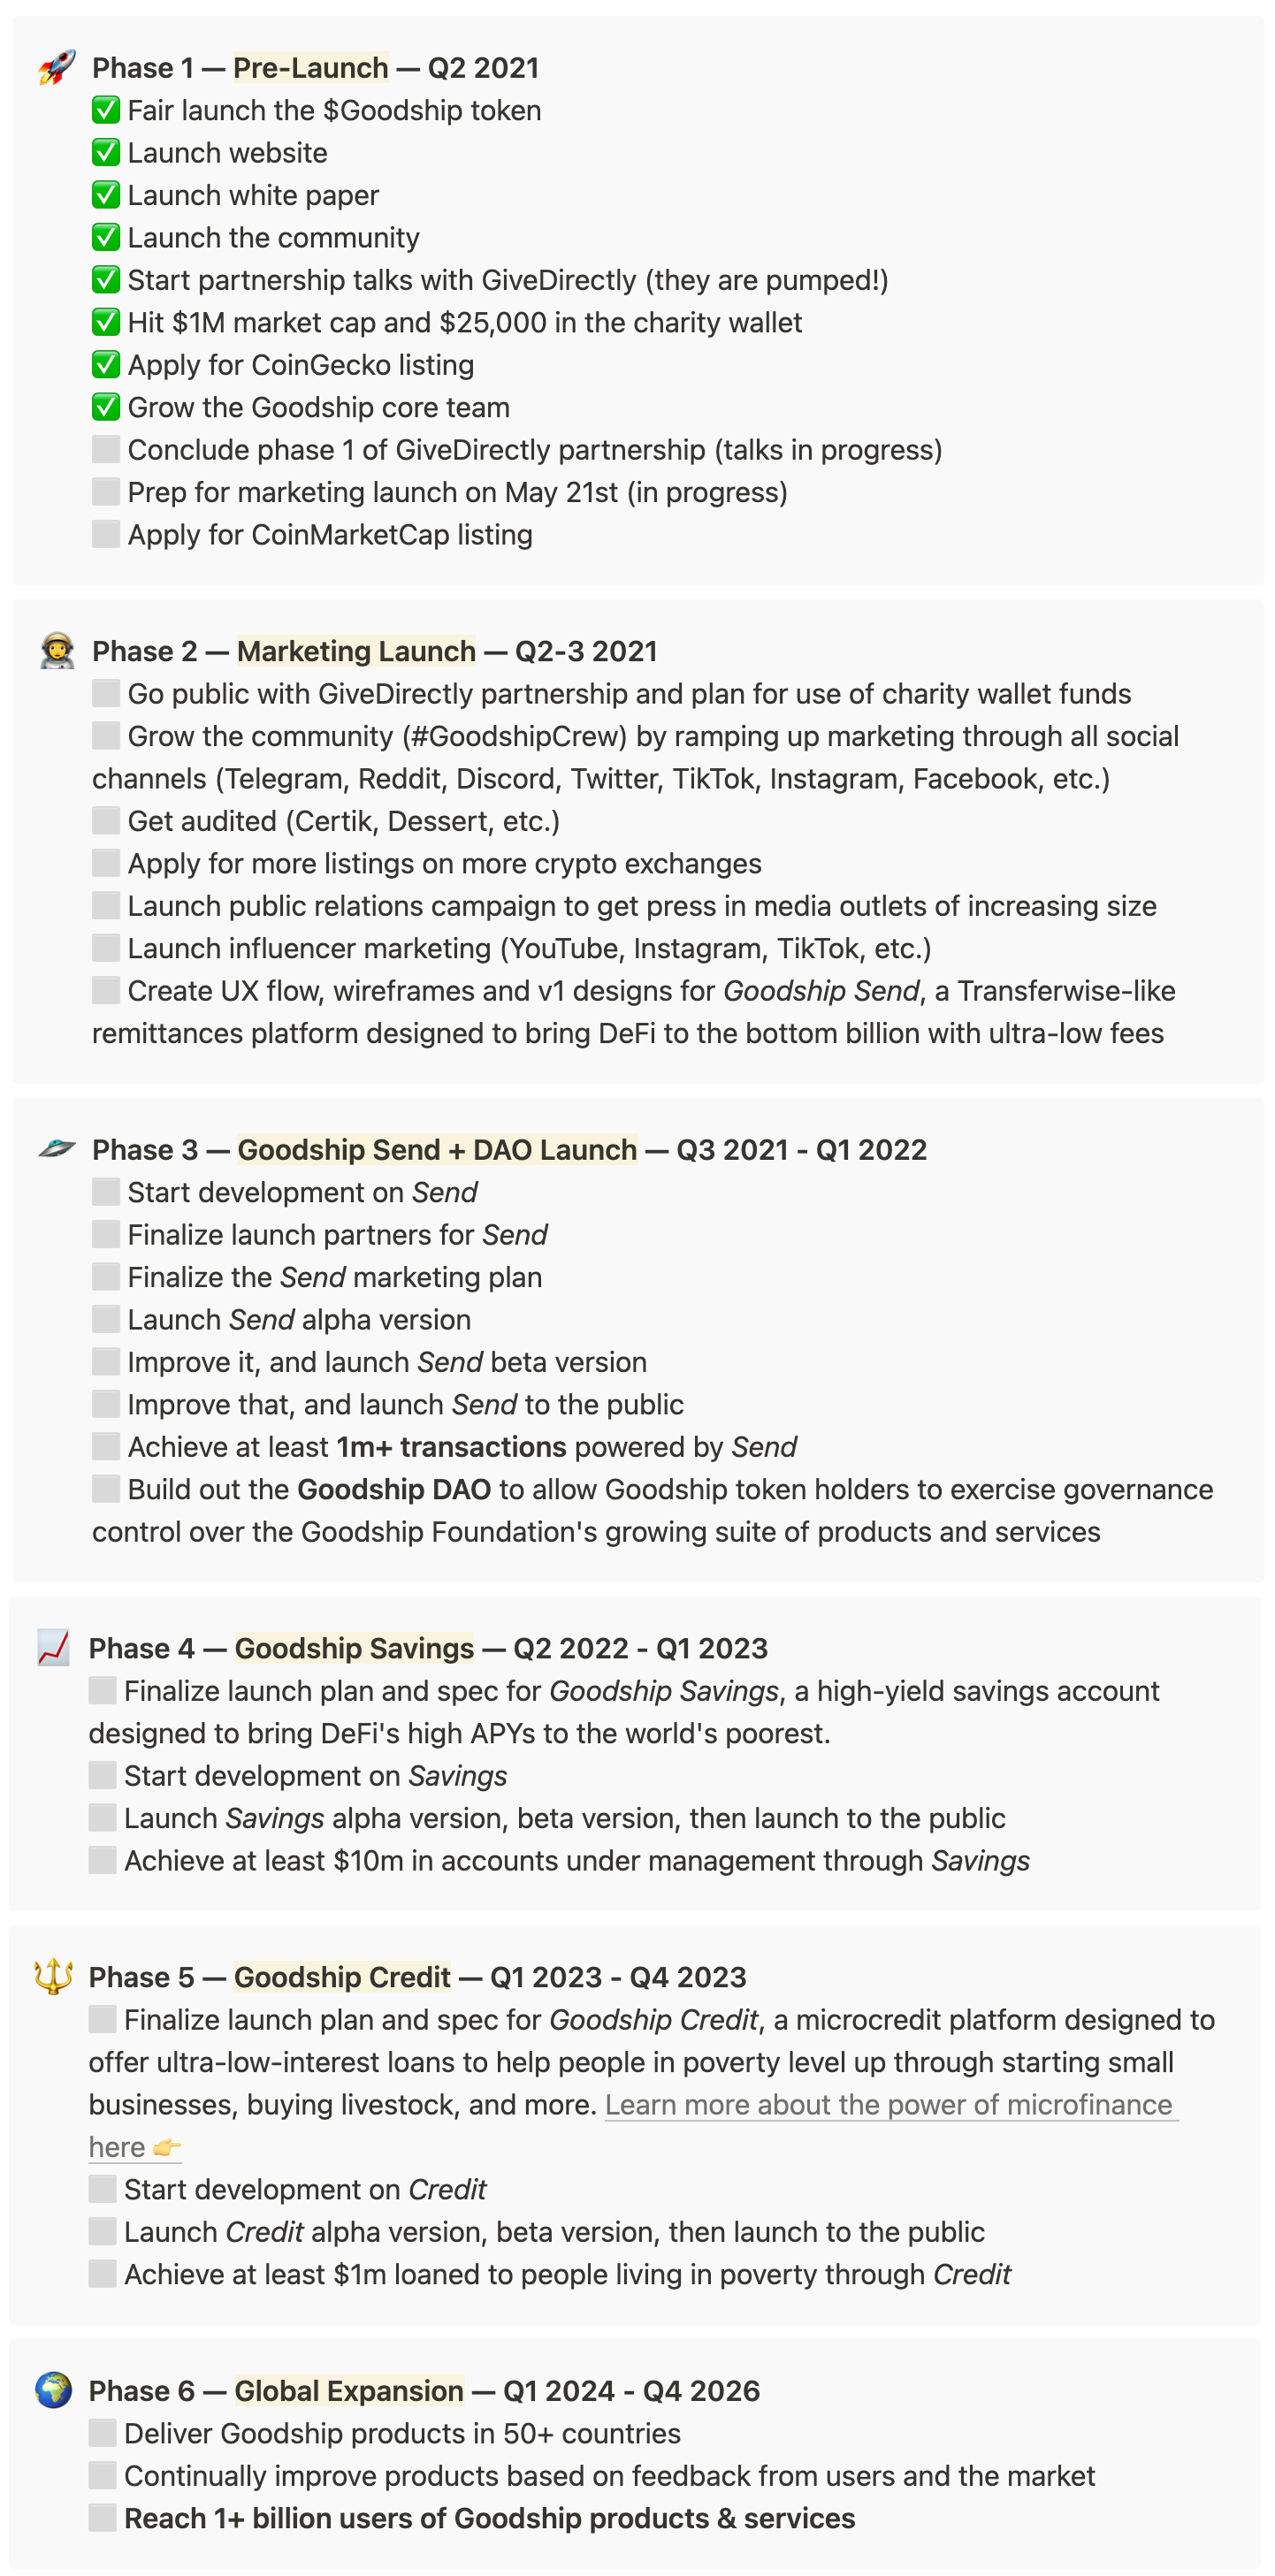 🚀 Phase 1 — Pre-Launch — Q2 2021
✅ Fair launch the $Goodship token
✅ Launch website
✅ Launch white paper
✅ Launch the community
✅ Start partnership talks with GiveDirectly (they are pumped!)
✅ Hit $1M market cap and $25,000 in the charity wallet
✅ Apply for CoinGecko listing
✅ Grow the Goodship core team
Conclude phase 1 of GiveDirectly partnership (talks in progress)
Prep for marketing launch on May 21st (in progress)
Apply for CoinMarketCap listing
Phase 2 — Marketing Launch — Q2-3 2021
Go public with GiveDirectly partnership and plan for use of charity wallet funds
Grow the community (#GoodshipCrew) by ramping up marketing through all social
channels (Telegram, Reddit, Discord, Twitter, TikTok, Instagram, Facebook, etc.)
Get audited (Certik, Dessert, etc.)
Apply for more listings on more crypto exchanges
Launch public relations campaign to get press in media outlets of increasing size
Launch influencer marketing (YouTube, Instagram, TikTok, etc.)
Create UX flow, wireframes and v1 designs for Goodship Send, a Transferwise-like
remittances platform designed to bring DeFi to the bottom billion with ultra-low fees
Phase 3 — Goodship Send + DAO Launch — Q3 2021 - Q1 2022
Start development on Send
Finalize launch partners for Send
Finalize the Send marketing plan
Launch Send alpha version
Improve it, and launch Send beta version
Improve that, and launch Send to the public
Achieve at least 1m+ transactions powered by Send
Build out the Goodship DAO to allow Goodship token holders to exercise governance
control over the Goodship Foundation's growing suite of products and services
Phase 4 — Goodship Savings — Q2 2022 - Q1 2023
Finalize launch plan and spec for Goodship Savings, a high-yield savings account
designed to bring DeFi's high APYs to the world's poorest.
Start development on Savings
Launch Savings alpha version, beta version, then launch to the public
Achieve at least $10m in accounts under management through Savings
Phase 5 — Goodship Credit — Q1 2023 - Q4 2023
Finalize launch plan and spec for Goodship Credit, a microcredit platform designed to
offer ultra-low-interest loans to help people in poverty level up through starting small
businesses, buying livestock, and more. Learn more about the power of microfinance
here 👉
Start development on Credit
Launch Credit alpha version, beta version, then launch to the public
Achieve at least $1m loaned to people living in poverty through Credit
Phase 6 — Global Expansion — Q1 2024 - Q4 2026
Deliver Goodship products in 50+ countries
Continually improve products based on feedback from users and the market
Reach 1+ billion users of Goodship products & services